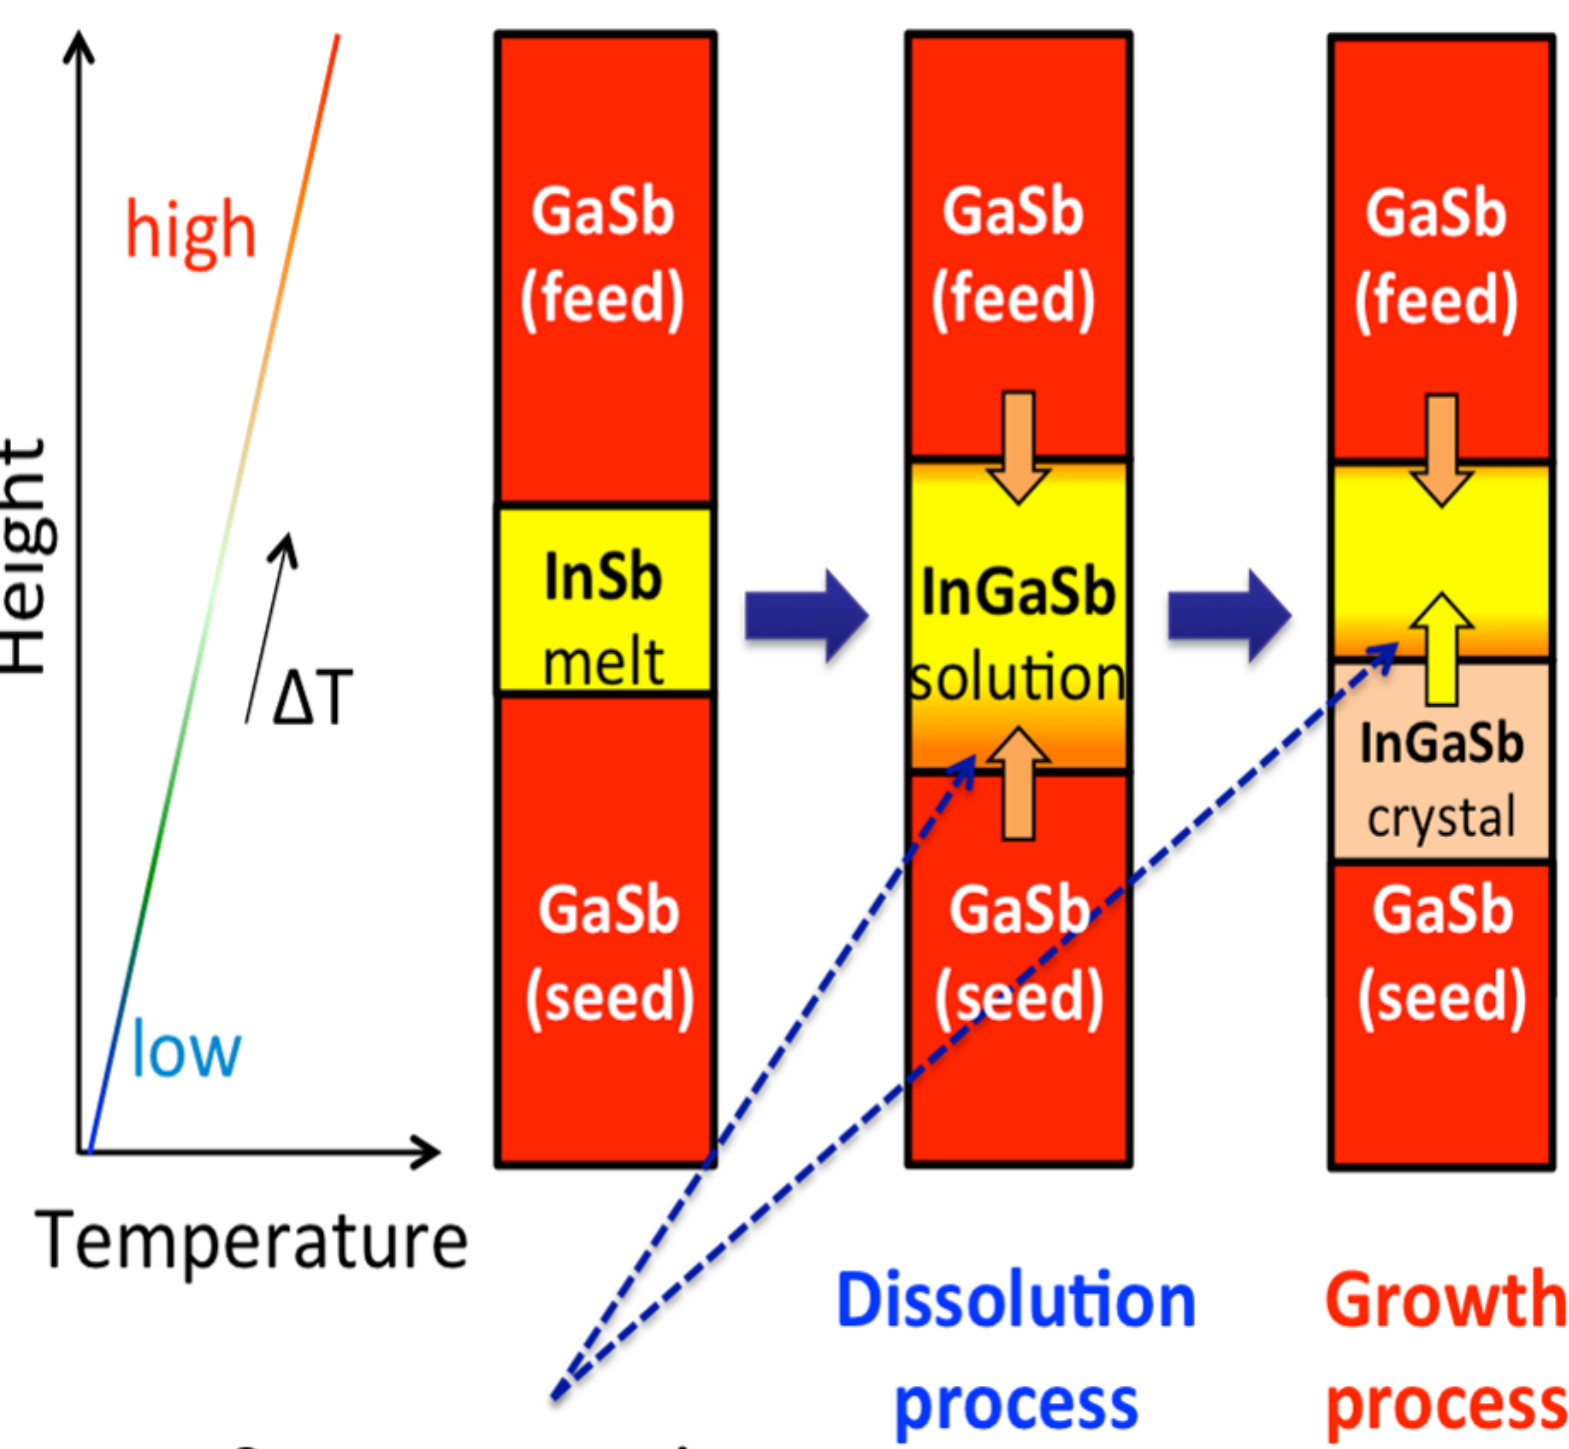 Height
high
ΔT
low
Temperature
GaSb
(feed)
InSb
melt
GaSb
(seed)
GaSb
(feed)
InGaSb
solution
GaSb
(seed)
Dissolution
process
GaSb
(feed)
InGaSb
crystal
GaSb
(seed)
Growth
process